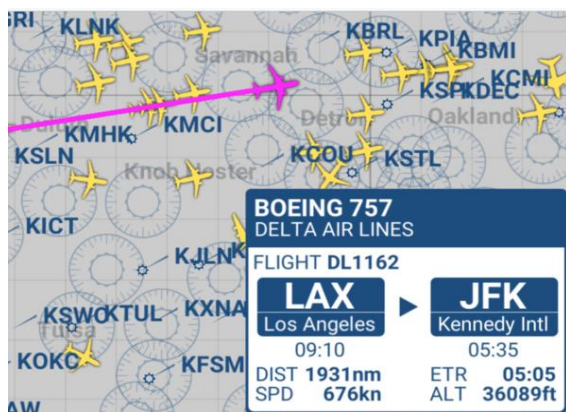 GRI
KLNK
KBRL
KPIA
KBMI
Savannah
KCMI
KSPI
KDEC
Detroit
Oakland
KMHK
KMCI
KSLN
KCOU
KSTL
Knob Noster
KICT
KJLN
KSWO
KTUL
KXNA
Tulsa
KOKC
KFSM
AW
BOEING 757
DELTA AIR LINES
FLIGHT DL1162
LAX
JFK
Los Angeles
Kennedy Intl
09:10
05:35
DIST 1931nm
ETR 05:05
SPD 676kn
ALT 36089ft